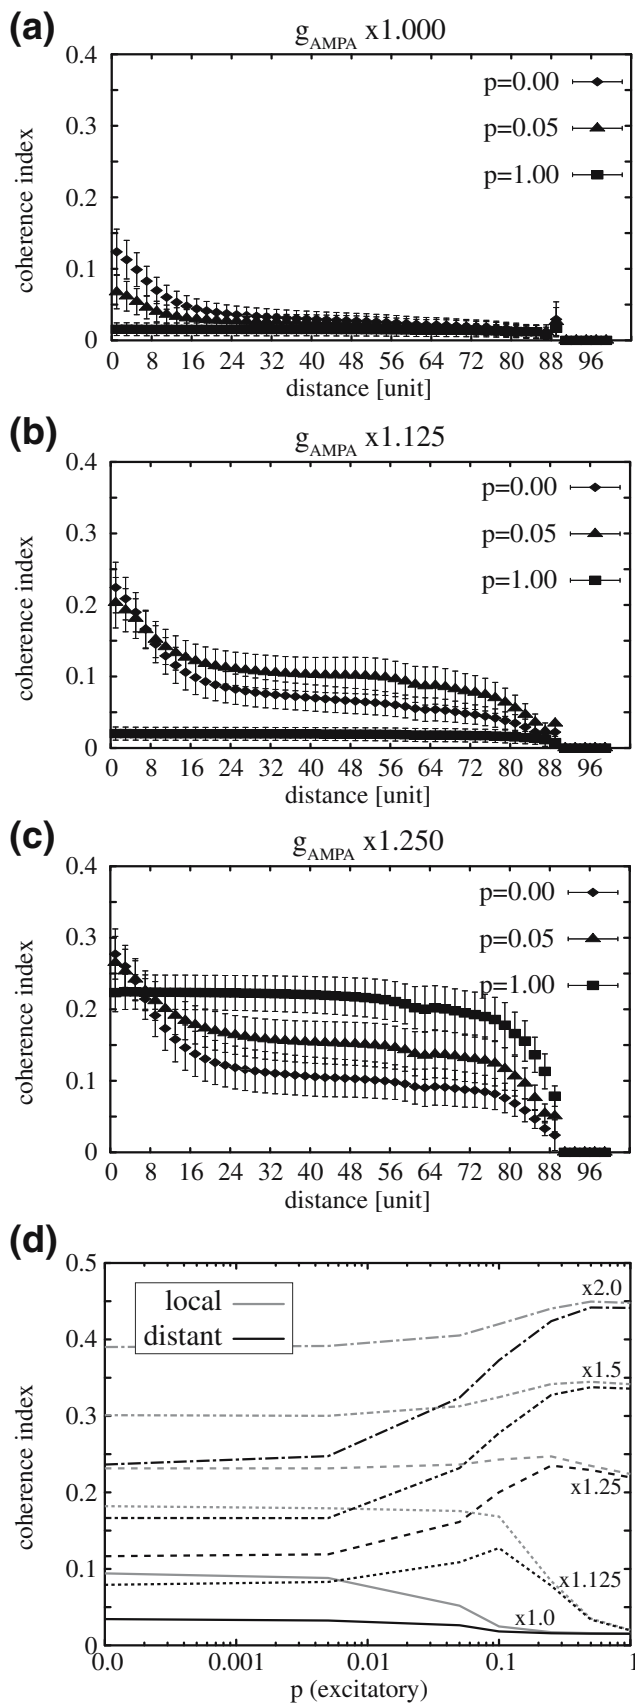 (a)
g_AMPA x1.000
0.4
0.3
0.2
0.1
0
coherence index
p=0.00
p=0.05
p=1.00
0 8 16 24 32 40 48 56 64 72 80 88 96
distance [unit]
(b)
g_AMPA x1.125
0.4
0.3
0.2
0.1
0
coherence index
p=0.00
p=0.05
p=1.00
0 8 16 24 32 40 48 56 64 72 80 88 96
distance [unit]
(c)
g_AMPA x1.250
0.4
0.3
0.2
0.1
0
coherence index
p=0.00
p=0.05
p=1.00
0 8 16 24 32 40 48 56 64 72 80 88 96
distance [unit]
(d)
0.5
0.4
0.3
0.2
0.1
0
coherence index
local
distant
x2.0
x1.5
x1.25
x1.125
x1.0
0.0 0.001 0.01 0.1 1
p (excitatory)